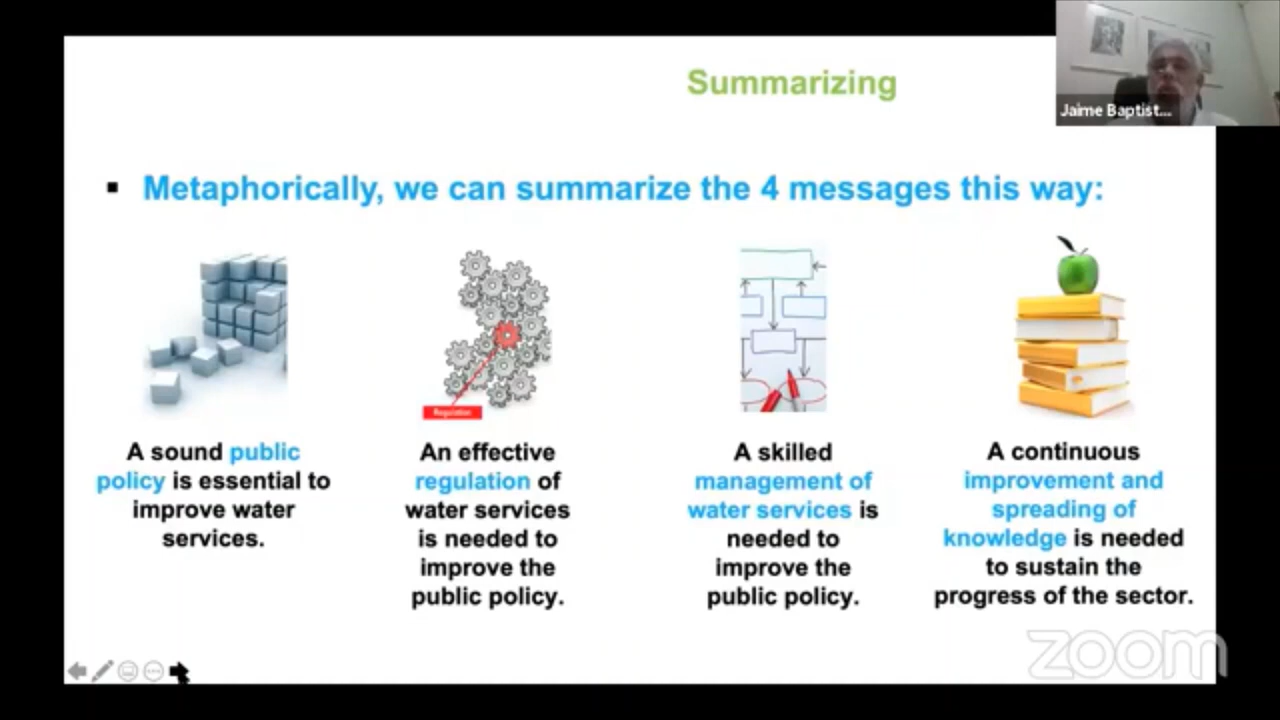 Summarizing
Jaime Baptist...
▪ Metaphorically, we can summarize the 4 messages this way:
Regulation
A sound public
policy is essential to
improve water
services.
An effective
regulation of
water services
is needed to
improve the
public policy.
A skilled
management of
water services is
needed to
improve the
public policy.
A continuous
improvement and
spreading of
knowledge is needed
to sustain the
progress of the sector.
zoom